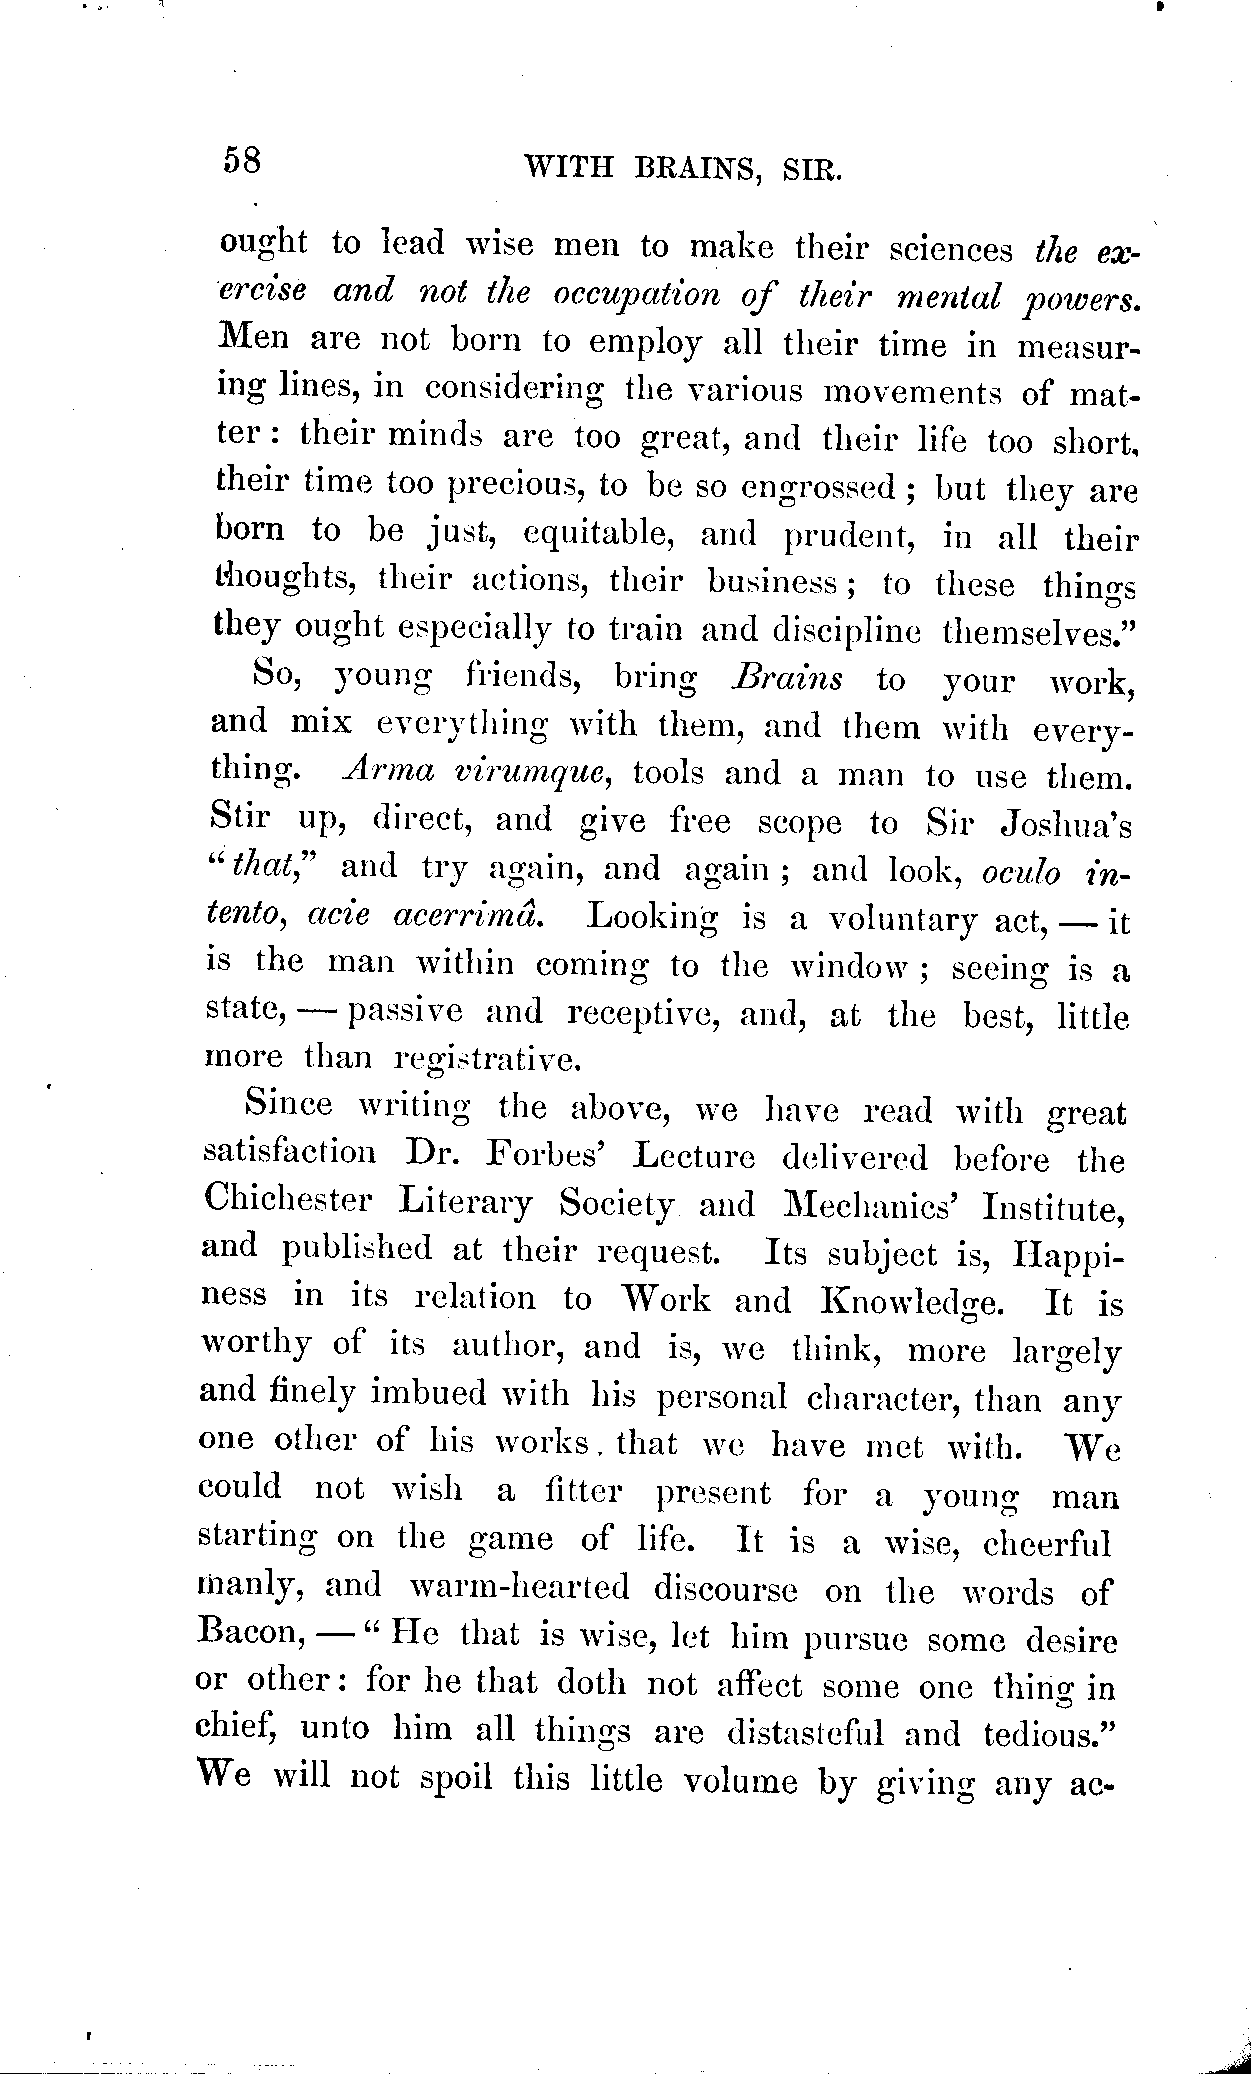 58 WITH BRAINS, SIR.
ought to lead wise men to make their sciences the ex-
ercise and not the occupation of their mental powers.
Men are not born to employ all their time in measur-
ing lines, in considering the various movements of mat-
ter : their minds are too great, and their life too short,
their time too precious, to be so engrossed ; but they are
born to be just, equitable, and prudent, in all their
thoughts, their actions, their business ; to these things
they ought especially to train and discipline themselves.”
So, young friends, bring Brains to your work,
and mix everything with them, and them with every-
thing. Arma virumque, tools and a man to use them.
Stir up, direct, and give free scope to Sir Joshua's
“that,” and try again, and again ; and look, oculo in-
tento, acie acerrimâ. Looking is a voluntary act, — it
is the man within coming to the window ; seeing is a
state, — passive and receptive, and, at the best, little
more than registrative.
Since writing the above, we have read with great
satisfaction Dr. Forbes' Lecture delivered before the
Chichester Literary Society and Mechanics' Institute,
and published at their request. Its subject is, Happi-
ness in its relation to Work and Knowledge. It is
worthy of its author, and is, we think, more largely
and finely imbued with his personal character, than any
one other of his works . that we have met with. We
could not wish a fitter present for a young man
starting on the game of life. It is a wise, cheerful
manly, and warm-hearted discourse on the words of
Bacon, — “ He that is wise, let him pursue some desire
or other : for he that doth not affect some one thing in
chief, unto him all things are distasteful and tedious.”
We will not spoil this little volume by giving any ac-